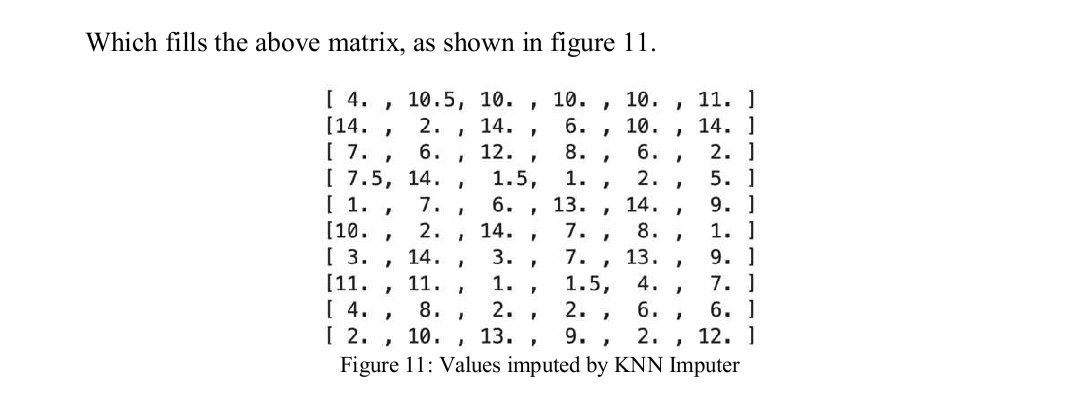 Which fills the above matrix, as shown in figure 11.
[ 4. , 10.5, 10. , 10. , 10. , 11. ]
[14. , 2. , 14. , 6. , 10. , 14. ]
[ 7. , 6. , 12. , 8. , 6. , 2. ]
[ 7.5, 14. , 1.5, 1. , 2. , 5. ]
[ 1. , 7. , 6. , 13. , 14. , 9. ]
[10. , 2. , 14. , 7. , 8. , 1. ]
[ 3. , 14. , 3. , 7. , 13. , 9. ]
[11. , 11. , 1. , 1.5, 4. , 7. ]
[ 4. , 8. , 2. , 2. , 6. , 6. ]
[ 2. , 10. , 13. , 9. , 2. , 12. ]
Figure 11: Values imputed by KNN Imputer